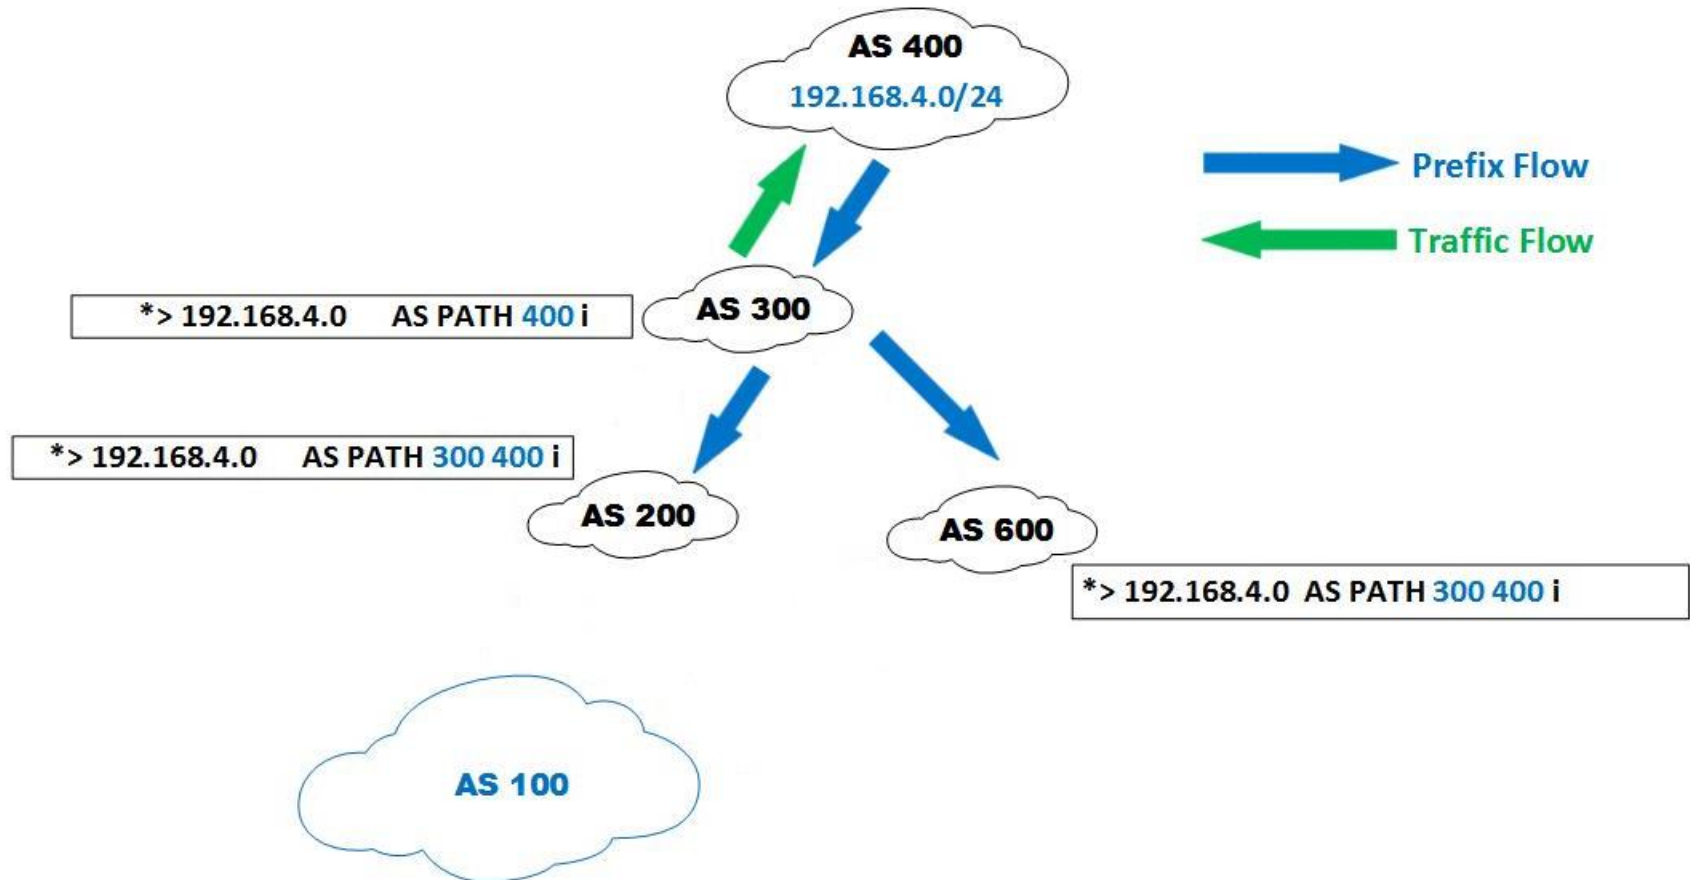 AS 400
192.168.4.0/24
Prefix Flow
Traffic Flow
*> 192.168.4.0 AS PATH 400 i
AS 300
*> 192.168.4.0 AS PATH 300 400 i
AS 200
AS 600
*> 192.168.4.0 AS PATH 300 400 i
AS 100